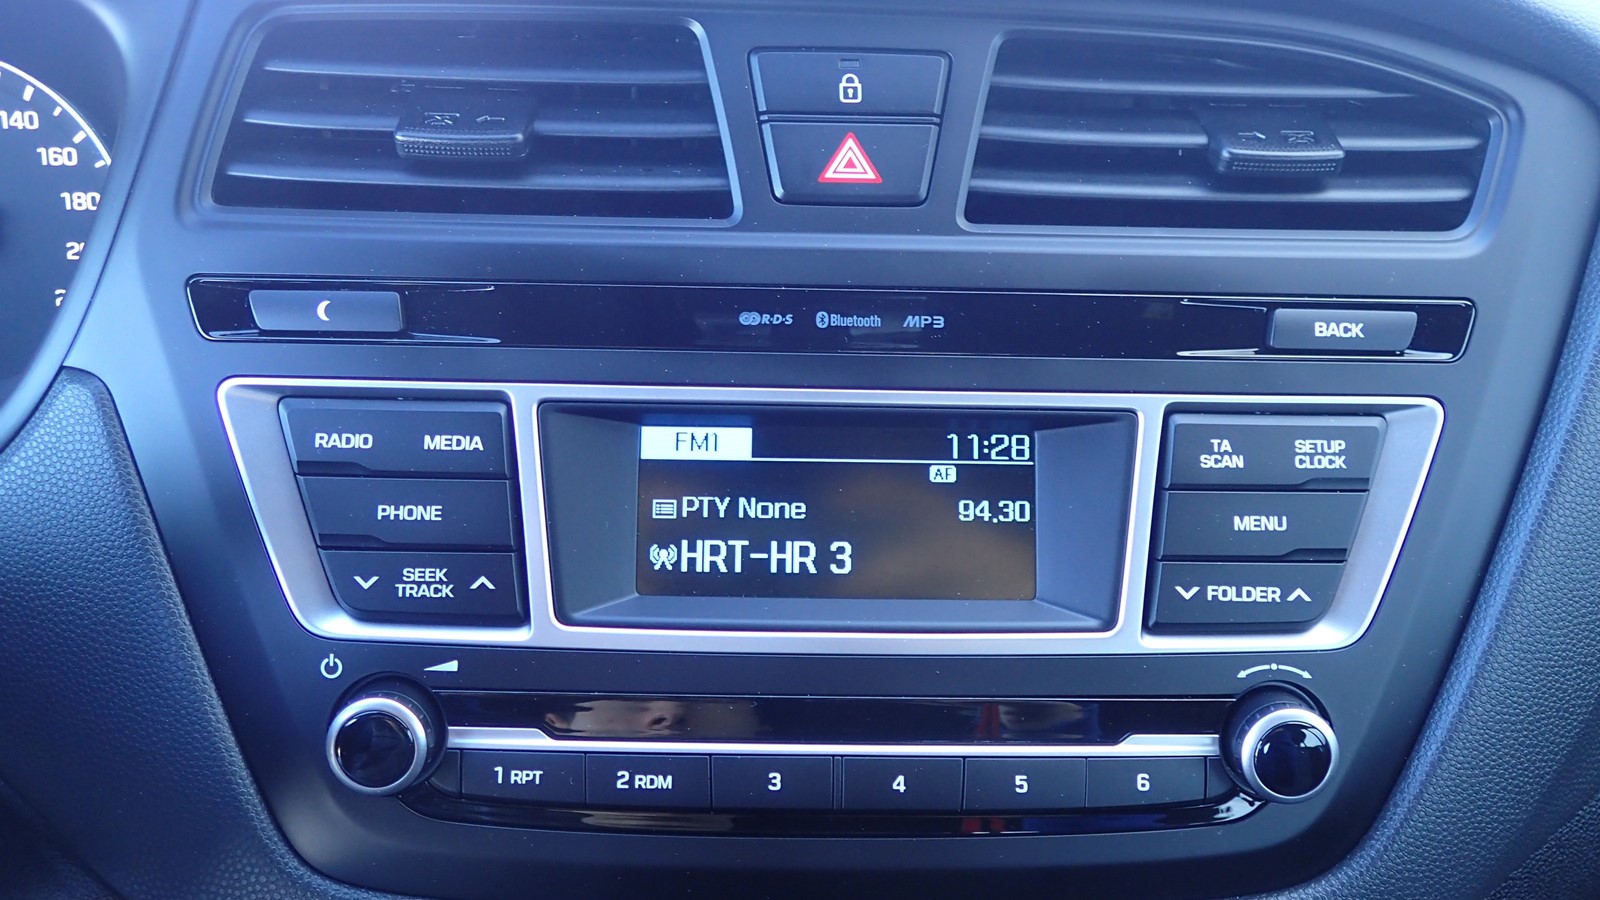 140
160
180
R·D·S Bluetooth MP3
BACK
RADIO MEDIA
PHONE
SEEK
TRACK
FM1 11:28
AF
PTY None 94.30
HRT-HR 3
TA
SCAN
SETUP
CLOCK
MENU
FOLDER
1 RPT 2 RDM 3 4 5 6